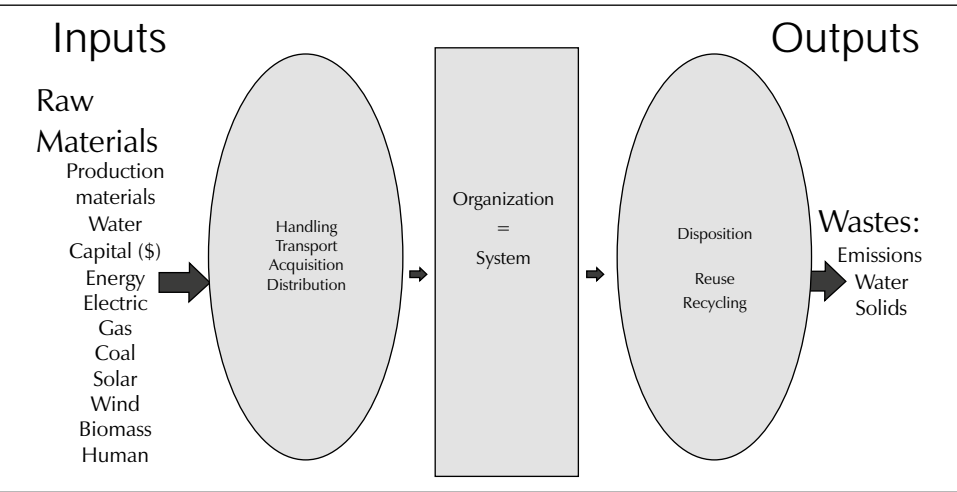 Inputs
Raw
Materials
Production
materials
Water
Capital ($)
Energy
Electric
Gas
Coal
Solar
Wind
Biomass
Human
Handling
Transport
Acquisition
Distribution
Organization
=
System
Disposition
Reuse
Recycling
Outputs
Wastes:
Emissions
Water
Solids